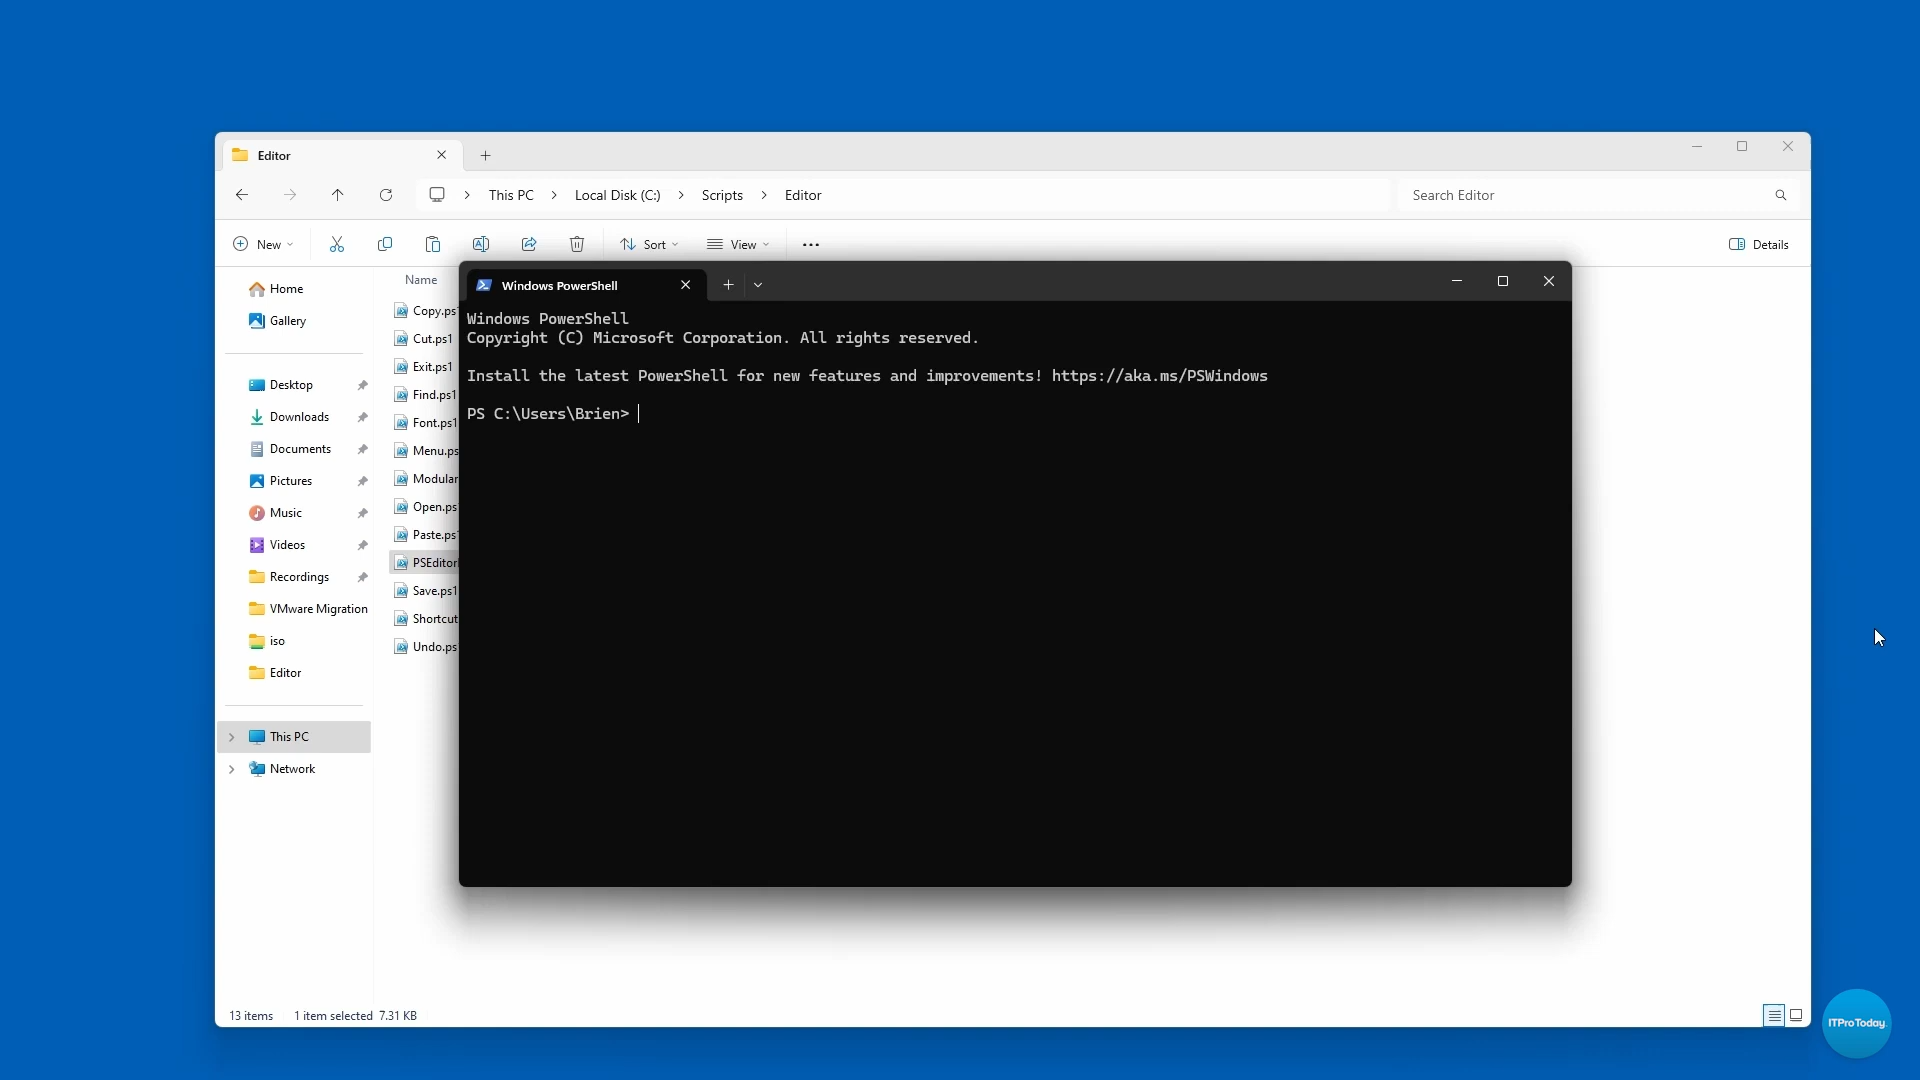 Editor
This PC
Local Disk (C:)
Scripts
Editor
Search Editor
New
Sort
View
Details
Home
Gallery
Desktop
Downloads
Documents
Pictures
Music
Videos
Recordings
VMware Migration
iso
Editor
This PC
Network
Name
Copy.ps1
Cut.ps1
Exit.ps1
Find.ps1
Font.ps1
Menu.ps
Modular
Open.ps
Paste.ps1
PSEditor
Save.ps1
Shortcut
Undo.ps
Windows PowerShell
Windows PowerShell
Copyright (C) Microsoft Corporation. All rights reserved.
Install the latest PowerShell for new features and improvements! https://aka.ms/PSWindows
PS C:\Users\Brien>
13 items 1 item selected 7.31 KB
ITProToday